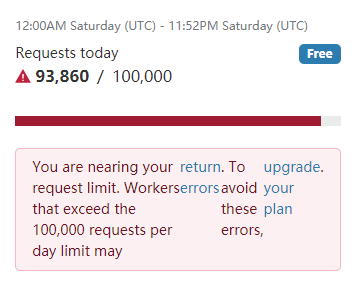 12:00AM Saturday (UTC) - 11:52PM Saturday (UTC)
Requests today
Free
93,860 / 100,000
You are nearing your
request limit. Workers
that exceed the
100,000 requests per
day limit may
return
errors
. To
avoid
these
errors,
upgrade
your
plan
.